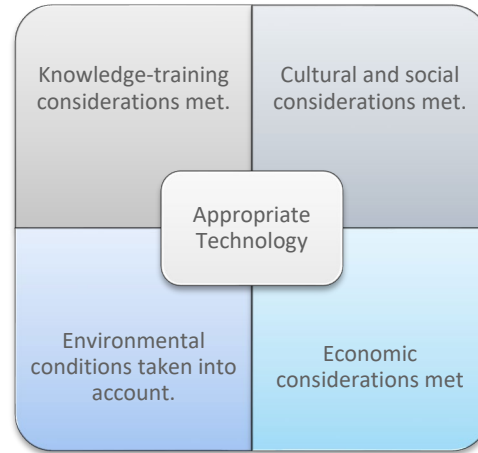 Knowledge-training
considerations met.
Cultural and social
considerations met.
Appropriate
Technology
Environmental
conditions taken into
account.
Economic
considerations met